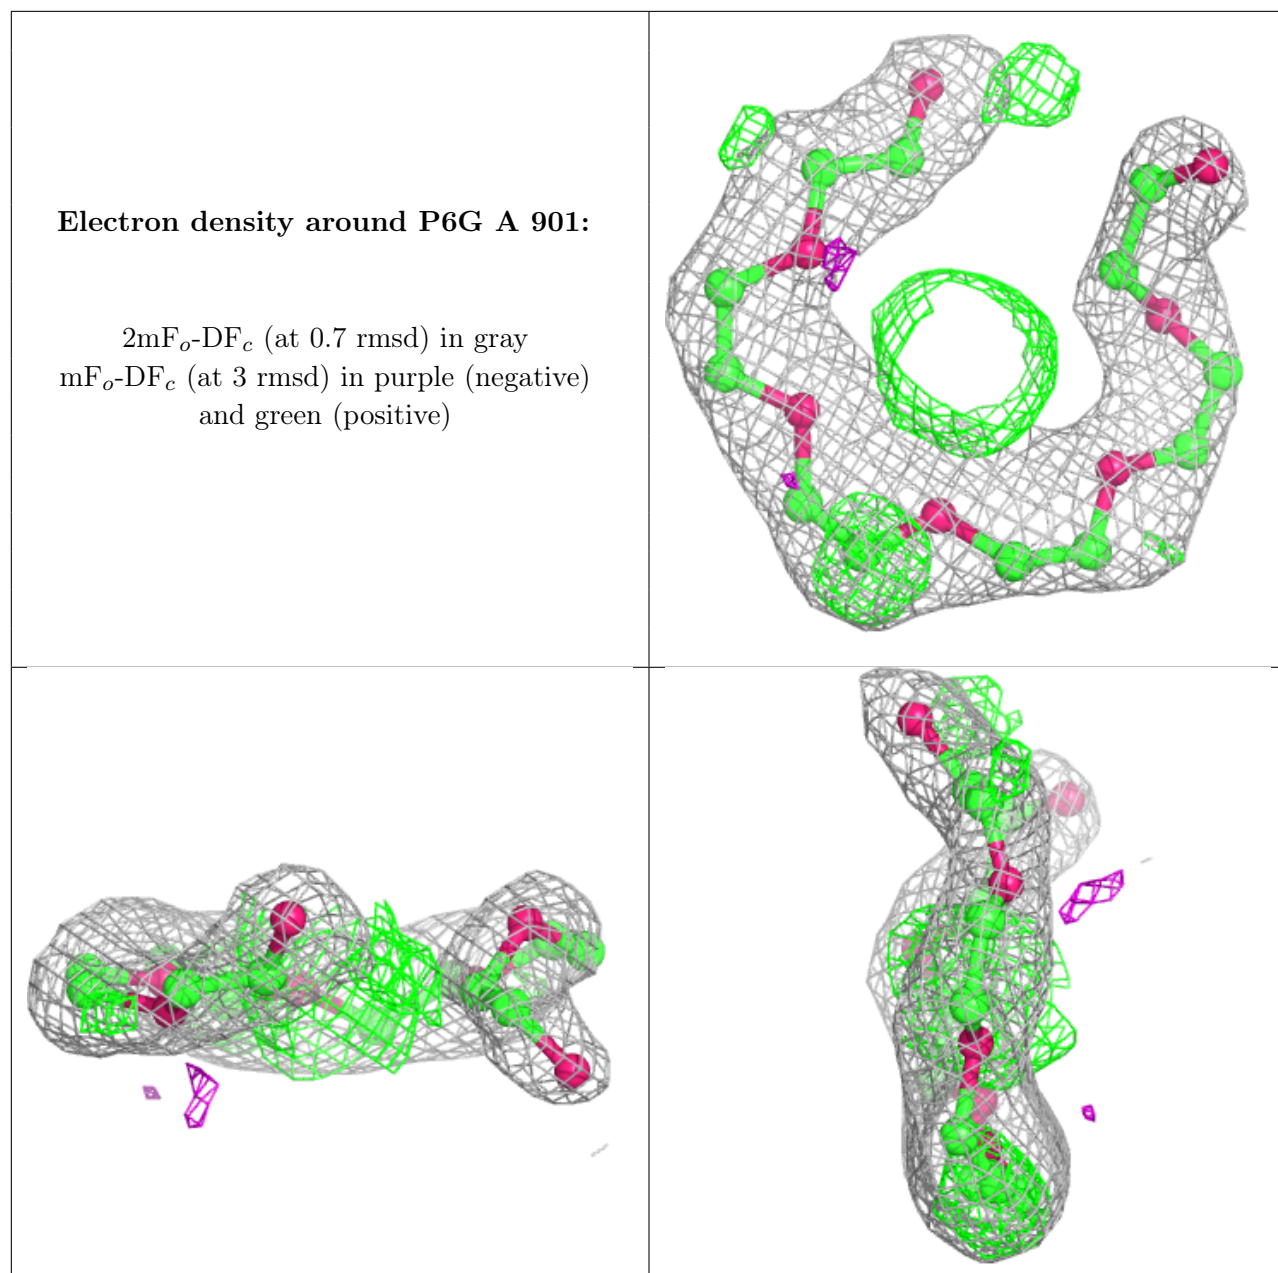 Electron density around P6G A 901:
2mFo-DFc (at 0.7 rmsd) in gray
mFo-DFc (at 3 rmsd) in purple (negative)
and green (positive)